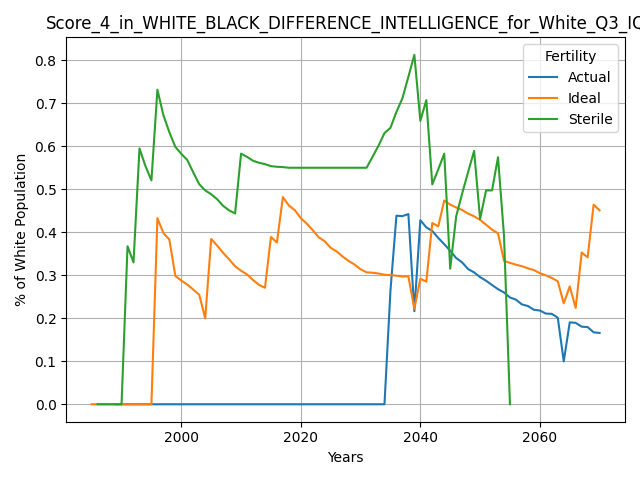 Score_4_in_WHITE_BLACK_DIFFERENCE_INTELLIGENCE_for_White_Q3_IQ
Fertility
Actual
Ideal
Sterile
% of White Population
0.8
0.7
0.6
0.5
0.4
0.3
0.2
0.1
0.0
2000 2020 2040 2060
Years